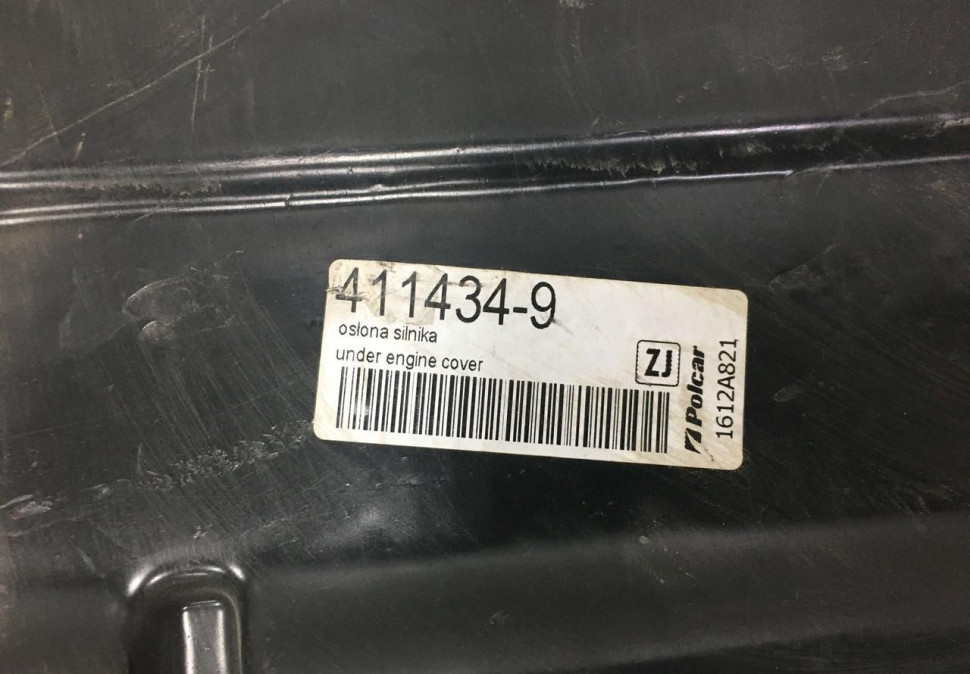 411434-9
osłona silnika
under engine cover
ZJ
Polcar
1612A821